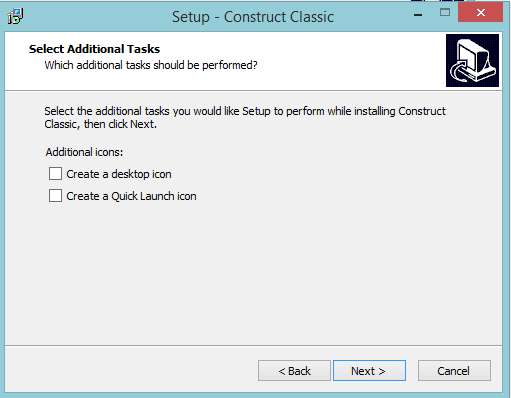 Setup - Construct Classic
Select Additional Tasks
Which additional tasks should be performed?
Select the additional tasks you would like Setup to perform while installing Construct
Classic, then click Next.
Additional icons:
Create a desktop icon
Create a Quick Launch icon
< Back
Next >
Cancel